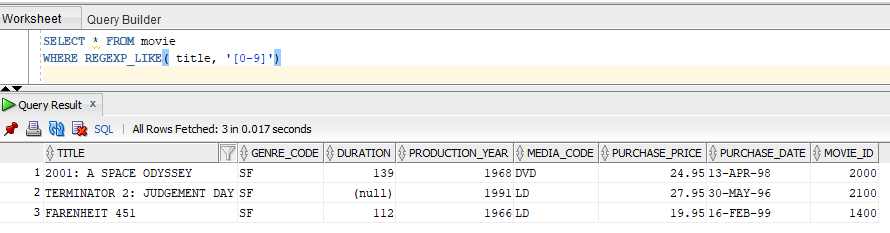 Worksheet Query Builder
SELECT * FROM movie
WHERE REGEXP_LIKE( title, '[0-9]')
Query Result x
SQL | All Rows Fetched: 3 in 0.017 seconds
TITLE GENRE_CODE DURATION PRODUCTION_YEAR MEDIA_CODE PURCHASE_PRICE PURCHASE_DATE MOVIE_ID
1 2001: A SPACE ODYSSEY SF 139 1968 DVD 24.95 13-APR-98 2000
2 TERMINATOR 2: JUDGEMENT DAY SF (null) 1991 LD 27.95 30-MAY-96 2100
3 FARENHEIT 451 SF 112 1966 LD 19.95 16-FEB-99 1400